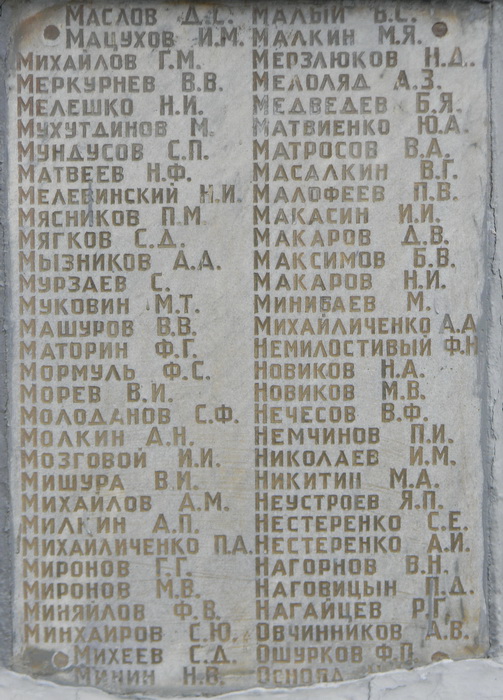 Маслов Д.С.
Мацухов И.М.
Михайлов Г.М.
Меркурнев В.В.
Мелешко Н.И.
Мухутдинов М.
Мундусов С.П.
Матвеев Н.Ф.
Мелевинский Н.И.
Мясников П.М.
Мягков С.Д.
Мызников А.А.
Мурзаев С.
Муковин М.Т.
Машуров В.В.
Маторин Ф.Г.
Мормуль Ф.С.
Морев В.И.
Молоданов С.Ф.
Молкин А.Н.
Мозговой И.И.
Мишура В.И.
Михайлов А.М.
Милкин А.П.
Михайличенко П.А.
Миронов Г.Г.
Миронов М.В.
Миняйлов Ф.В.
Минхаиров С.Ю.
Михеев С.Д.
Минин Н.В.
Малый В.С.
Малкин М.Я.
Мерзлюков Н.Д.
Мелоляд А.З.
Медведев Б.Я.
Матвиенко Ю.А.
Матросов В.А.
Масалкин В.Г.
Малофеев П.В.
Макасин И.И.
Макаров Д.В.
Максимов Б.В.
Макаров Н.И.
Минибаев М.
Михайличенко А.А
Немилостивый Ф.Н
Новиков Н.А.
Новиков М.В.
Нечесов В.Ф.
Немчинов П.И.
Николаев И.М.
Никитин М.А.
Неустроев Я.П.
Нестеренко С.Е.
Нестеренко А.И.
Нагорнов В.Н.
Наговицын П.Д.
Нагайцев Р.Г.
Овчинников А.В.
Ошурков Ф.П.